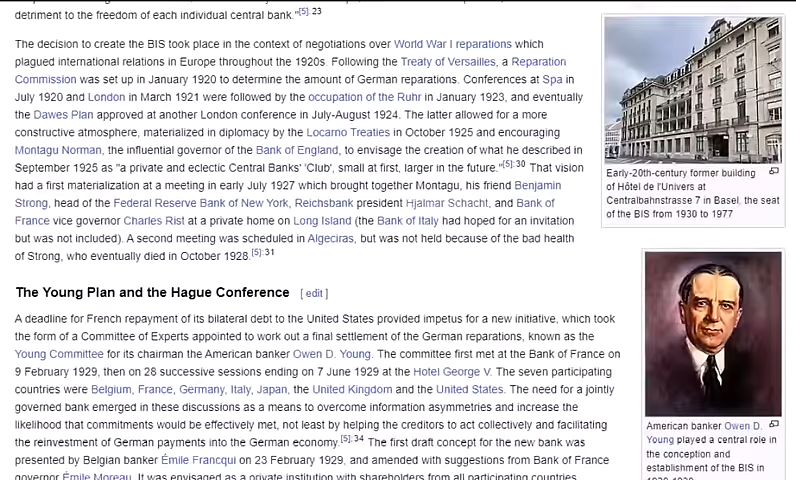 detriment to the freedom of each individual central bank."[5]: 23
The decision to create the BIS took place in the context of negotiations over World War I reparations which
plagued international relations in Europe throughout the 1920s. Following the Treaty of Versailles, a Reparation
Commission was set up in January 1920 to determine the amount of German reparations. Conferences at Spa in
July 1920 and London in March 1921 were followed by the occupation of the Ruhr in January 1923, and eventually
the Dawes Plan approved at another London conference in July-August 1924. The latter allowed for a more
constructive atmosphere, materialized in diplomacy by the Locarno Treaties in October 1925 and encouraging
Montagu Norman, the influential governor of the Bank of England, to envisage the creation of what he described in
September 1925 as "a private and eclectic Central Banks' 'Club', small at first, larger in the future."[5]: 30 That vision
had a first materialization at a meeting in early July 1927 which brought together Montagu, his friend Benjamin
Strong, head of the Federal Reserve Bank of New York, Reichsbank president Hjalmar Schacht, and Bank of
France vice governor Charles Rist at a private home on Long Island (the Bank of Italy had hoped for an invitation
but was not included). A second meeting was scheduled in Algeciras, but was not held because of the bad health
of Strong, who eventually died in October 1928.[5]: 31
Early-20th-century former building
of Hôtel de l'Univers at
Centralbahnstrasse 7 in Basel, the seat
of the BIS from 1930 to 1977
The Young Plan and the Hague Conference [ edit ]
A deadline for French repayment of its bilateral debt to the United States provided impetus for a new initiative, which took
the form of a Committee of Experts appointed to work out a final settlement of the German reparations, known as the
Young Committee for its chairman the American banker Owen D. Young. The committee first met at the Bank of France on
9 February 1929, then on 28 successive sessions ending on 7 June 1929 at the Hotel George V. The seven participating
countries were Belgium, France, Germany, Italy, Japan, the United Kingdom and the United States. The need for a jointly
governed bank emerged in these discussions as a means to overcome information asymmetries and increase the
likelihood that commitments would be effectively met, not least by helping the creditors to act collectively and facilitating
the reinvestment of German payments into the German economy.[5]: 34 The first draft concept for the new bank was
presented by Belgian banker Émile Francqui on 23 February 1929, and amended with suggestions from Bank of France
governor Émile Moreau. It was envisaged as a private institution with shareholders from all participating countries
American banker Owen D.
Young played a central role in
the conception and
establishment of the BIS in